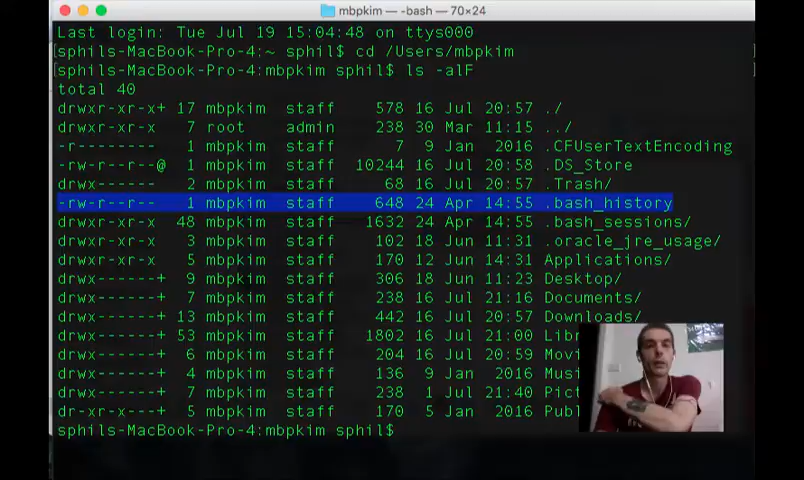 mbpkim — -bash — 70×24
Last login: Tue Jul 19 15:04:48 on ttys000
[sphils-MacBook-Pro-4:~ sphil$ cd /Users/mbpkim ]
[sphils-MacBook-Pro-4:mbpkim sphil$ ls -alF ]
total 40
drwxr-xr-x+ 17 mbpkim staff 578 16 Jul 20:57 ./
drwxr-xr-x 7 root admin 238 30 Mar 11:15 ../
-r-------- 1 mbpkim staff 7 9 Jan 2016 .CFUserTextEncoding
-rw-r--r--@ 1 mbpkim staff 10244 16 Jul 20:58 .DS_Store
drwx------ 2 mbpkim staff 68 16 Jul 20:57 .Trash/
-rw-r--r-- 1 mbpkim staff 648 24 Apr 14:55 .bash_history
drwxr-xr-x 48 mbpkim staff 1632 24 Apr 14:55 .bash_sessions/
drwxr-xr-x 3 mbpkim staff 102 18 Jun 11:31 .oracle_jre_usage/
drwxr-xr-x 5 mbpkim staff 170 12 Jun 14:31 Applications/
drwx------+ 9 mbpkim staff 306 18 Jun 11:23 Desktop/
drwx------+ 7 mbpkim staff 238 16 Jul 21:16 Documents/
drwx------+ 13 mbpkim staff 442 16 Jul 20:57 Downloads/
drwx------+ 53 mbpkim staff 1802 16 Jul 21:00 Lib
drwx------+ 6 mbpkim staff 204 16 Jul 20:59 Movi
drwx------+ 4 mbpkim staff 136 9 Jan 2016 Musi
drwx------+ 7 mbpkim staff 238 1 Jul 21:40 Pict
dr-xr-x---+ 5 mbpkim staff 170 5 Jan 2016 Publ
sphils-MacBook-Pro-4:mbpkim sphil$